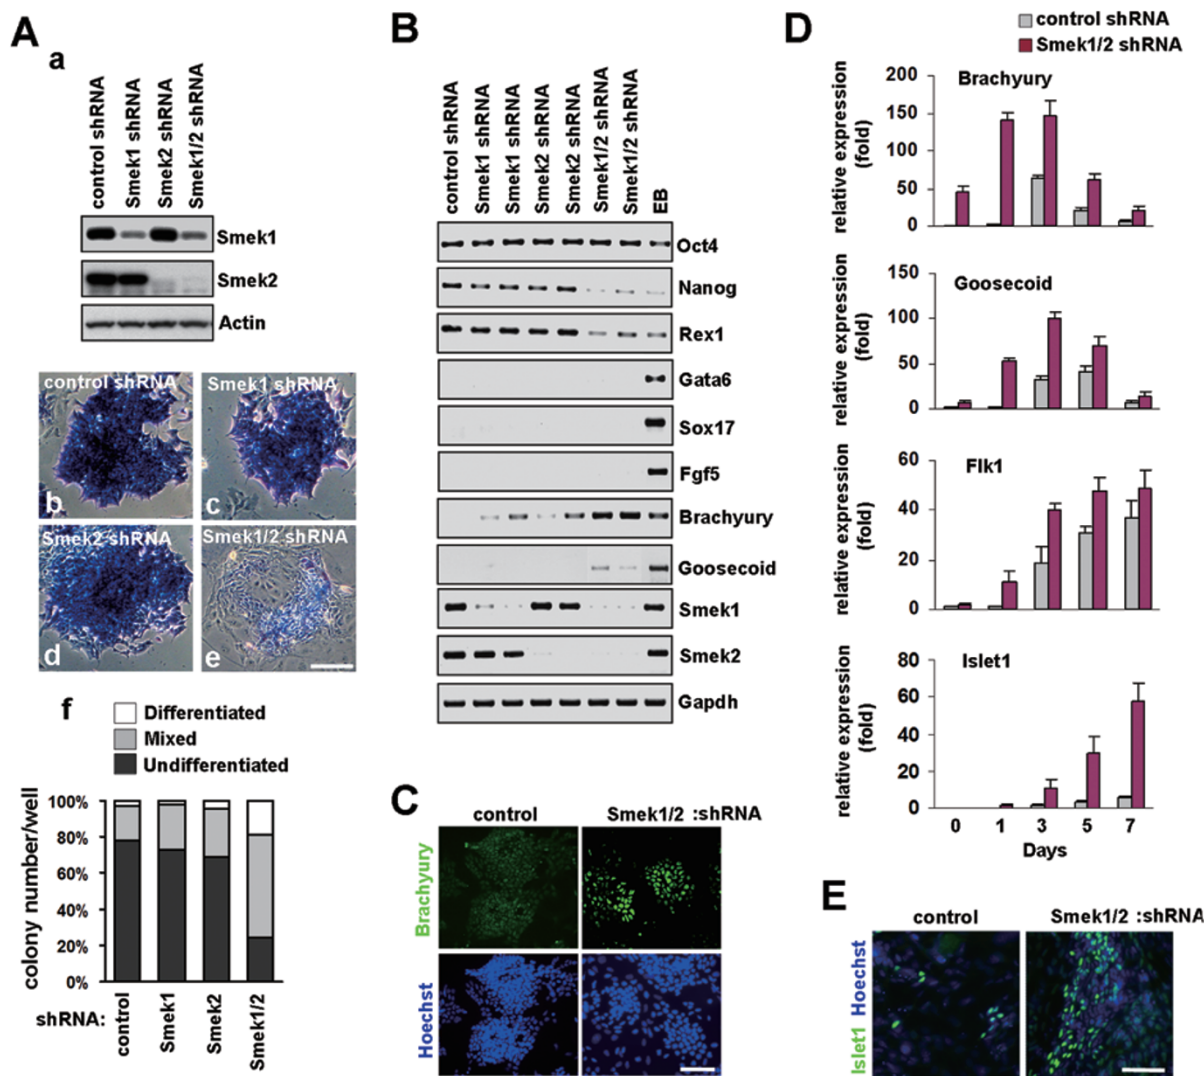 A
a
control shRNA
Smek1 shRNA
Smek2 shRNA
Smek1/2 shRNA
Smek1
Smek2
Actin
control shRNA
b
Smek1 shRNA
c
Smek2 shRNA
d
Smek1/2 shRNA
e
f
Differentiated
Mixed
Undifferentiated
colony number/well
100%
80%
60%
40%
20%
0%
shRNA:
control
Smek1
Smek2
Smek1/2
B
control shRNA
Smek1 shRNA
Smek1 shRNA
Smek2 shRNA
Smek2 shRNA
Smek1/2 shRNA
Smek1/2 shRNA
EB
Oct4
Nanog
Rex1
Gata6
Sox17
Fgf5
Brachyury
Goosecoid
Smek1
Smek2
Gapdh
C
control
Smek1/2 :shRNA
Brachyury
Hoechst
D
control shRNA
Smek1/2 shRNA
Brachyury
relative expression
(fold)
200
150
100
50
0
Goosecoid
relative expression
(fold)
150
100
50
0
Flk1
relative expression
(fold)
60
40
20
0
Islet1
relative expression
(fold)
80
60
40
20
0
0 1 3 5 7
Days
E
control
Smek1/2 :shRNA
Islet1 Hoechst